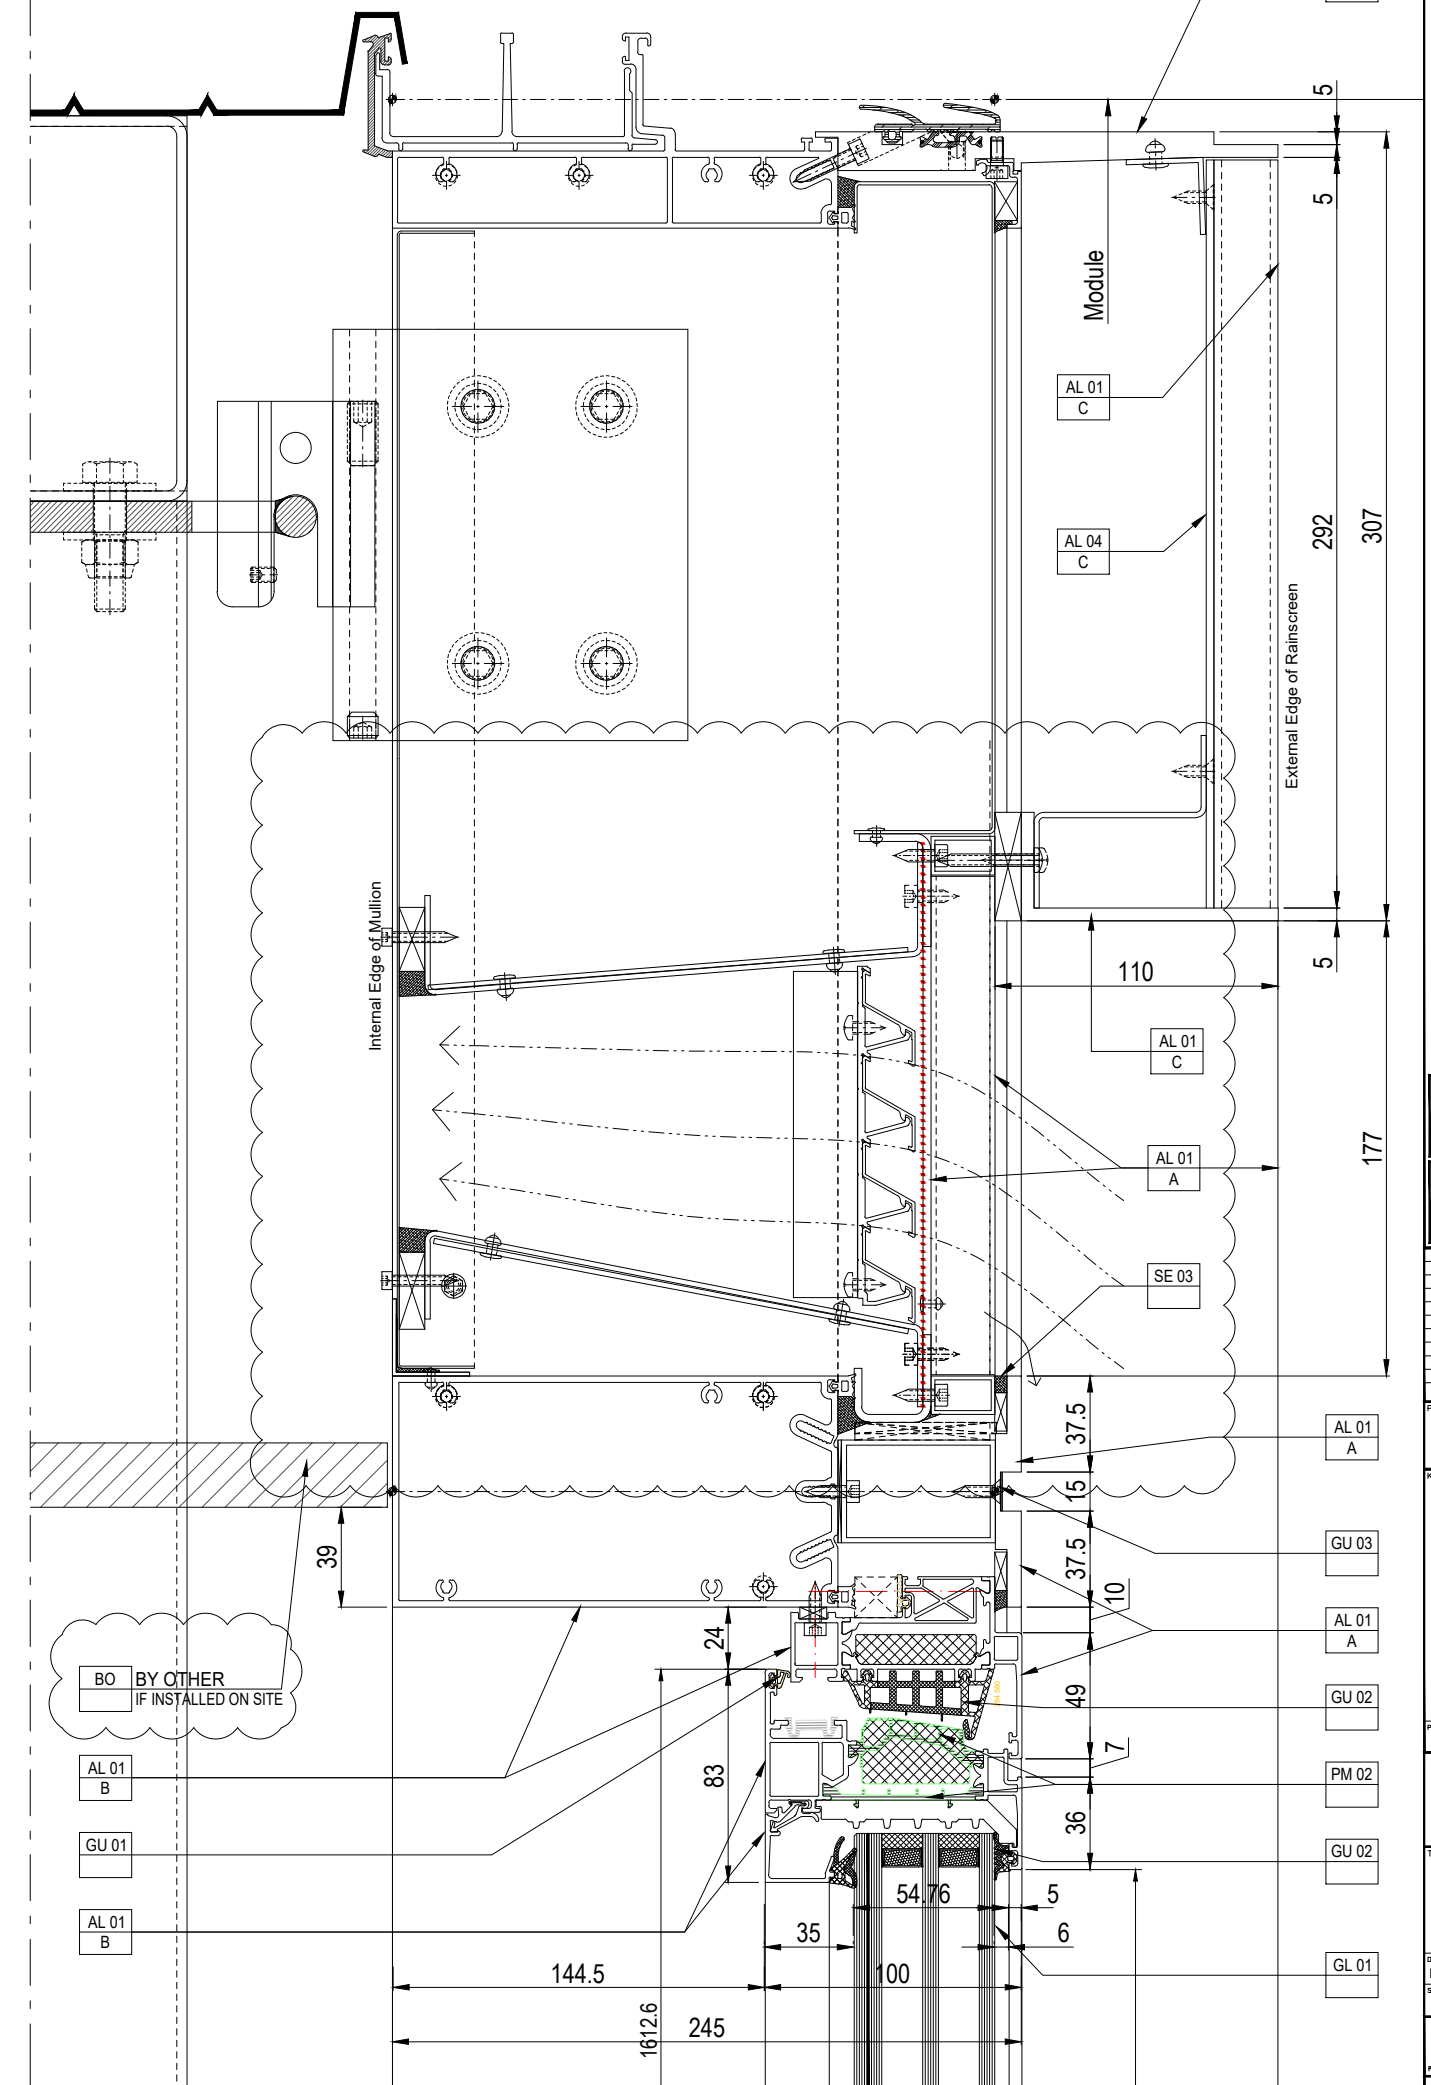 5
5
Module
AL 01
C
AL 04
C
292
307
External Edge of Rainscreen
Internal Edge of Mullion
5
110
AL 01
C
177
AL 01
A
SE 03
37.5
AL 01
A
15
39
GU 03
37.5
10
AL 01
A
24
BO
BY OTHER
IF INSTALLED ON SITE
49
GU 02
7
AL 01
B
83
PM 02
36
GU 01
GU 02
54.76
5
AL 01
B
35
6
GL 01
144.5
100
1612.6
245